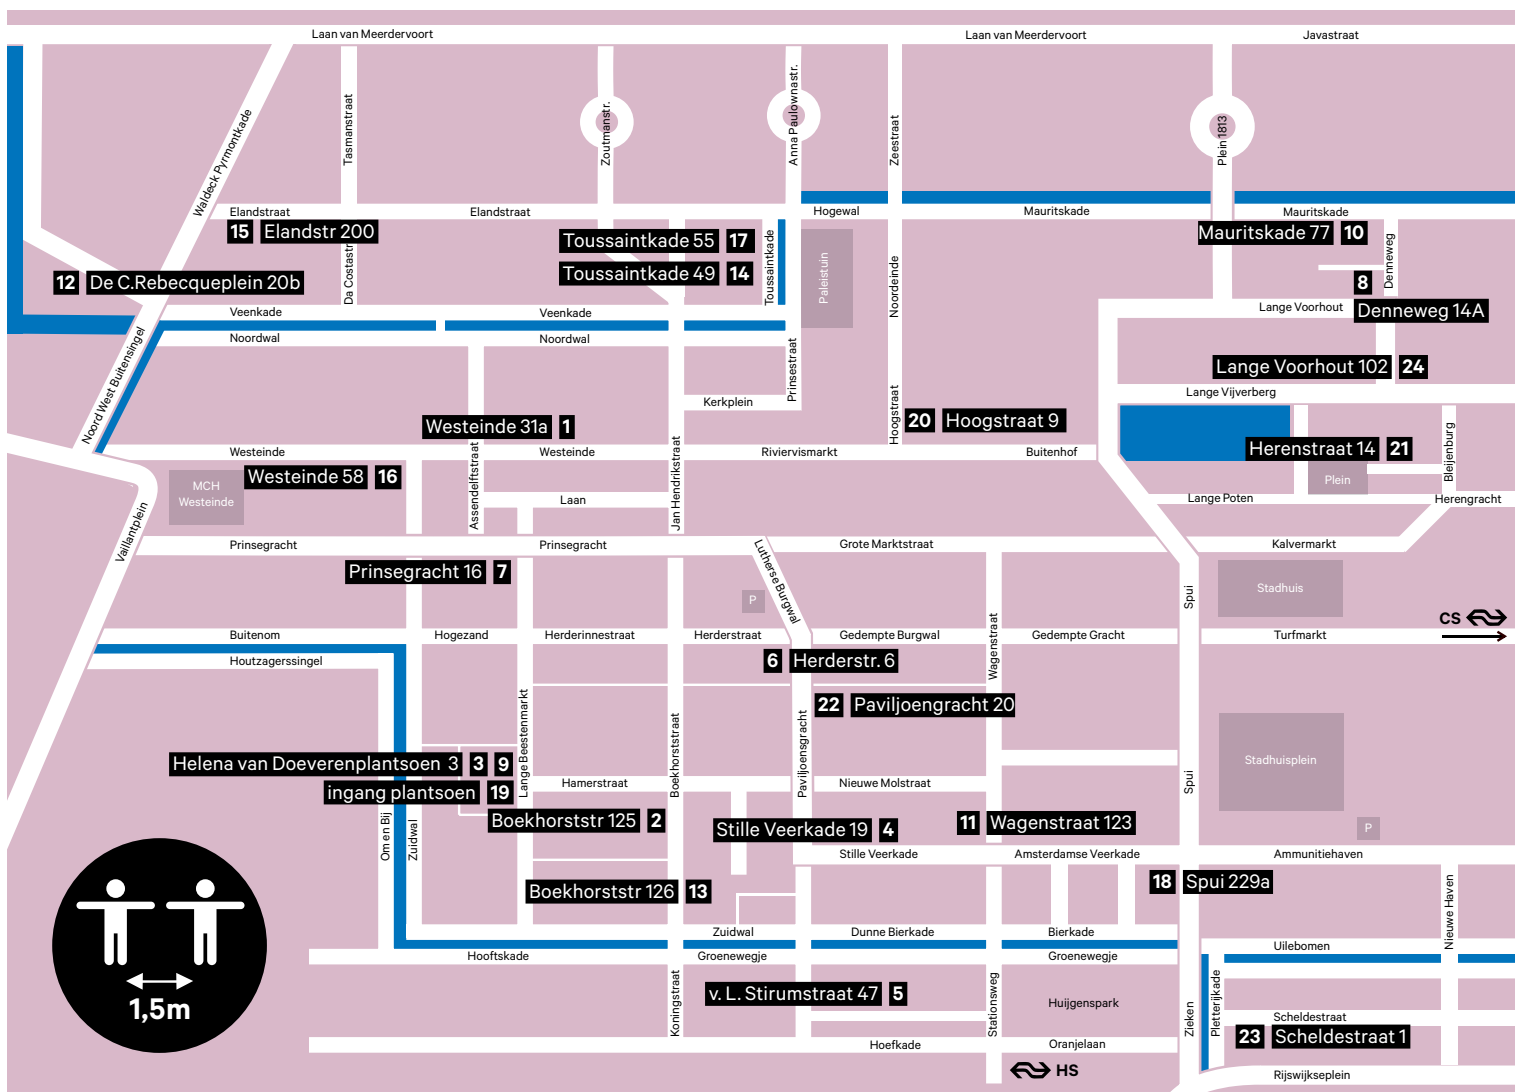 Laan van Meerdervoort
Laan van Meerdervoort
Javastraat
Waldeck Pyrmontkade
Tasmanstraat
Zoutmanstr.
Anna Paulownastr.
Zeestraat
Plein 1813
Elandstraat
Elandstraat
Hogewal
Mauritskade
Mauritskade
15 Elandstr 200
Toussaintkade 55 17
Mauritskade 77 10
12 De C.Rebecqueplein 20b
Da Costastr
Toussaintkade 49 14
Toussaintkade
Paleistuin
Noordeinde
Denneweg
8
Denneweg 14A
Veenkade
Veenkade
Lange Voorhout
Noordwal
Noordwal
Noord West Buitensingel
Prinsestraat
Lange Voorhout 102 24
Lange Vijverberg
Kerkplein
Westeinde 31a 1
Hoogstraat
20 Hoogstraat 9
Westeinde
Westeinde
Riviervismarkt
Buitenhof
Herenstraat 14 21
Bleijenburg
MCH
Westeinde
Westeinde 58 16
Assendelftstraat
Jan Hendrikstraat
Plein
Laan
Lange Poten
Herengracht
Vaillantplein
Prinsegracht
Prinsegracht
Lutherse Burgwal
Grote Marktstraat
Kalvermarkt
Prinsegracht 16 7
P
Spui
Stadhuis
CS
Buitenom
Hogezand
Herderinnestraat
Herderstraat
Gedempte Burgwal
Wagenstraat
Gedempte Gracht
Turfmarkt
Houtzagerssingel
6 Herderstr. 6
22 Paviljoengracht 20
Lange Beestenmarkt
Boekhorststraat
Paviljoensgracht
Helena van Doeverenplantsoen 3 3 9
ingang plantsoen 19
Hamerstraat
Nieuwe Molstraat
Spui
Stadhuisplein
Boekhorststr 125 2
Stille Veerkade 19 4
11 Wagenstraat 123
P
Om en Bij
Zuidwal
Stille Veerkade
Amsterdamse Veerkade
Ammunitiehaven
Boekhorststr 126 13
18 Spui 229a
Nieuwe Haven
Zuidwal
Dunne Bierkade
Bierkade
Uilebomen
Hooftskade
Groenewegje
Groenewegje
1,5m
Koningstraat
v. L. Stirumstraat 47 5
Stationsweg
Huijgenspark
Zieken
Pletterijkade
Scheldestraat
23 Scheldestraat 1
Hoefkade
Oranjelaan
HS
Rijswijkseplein